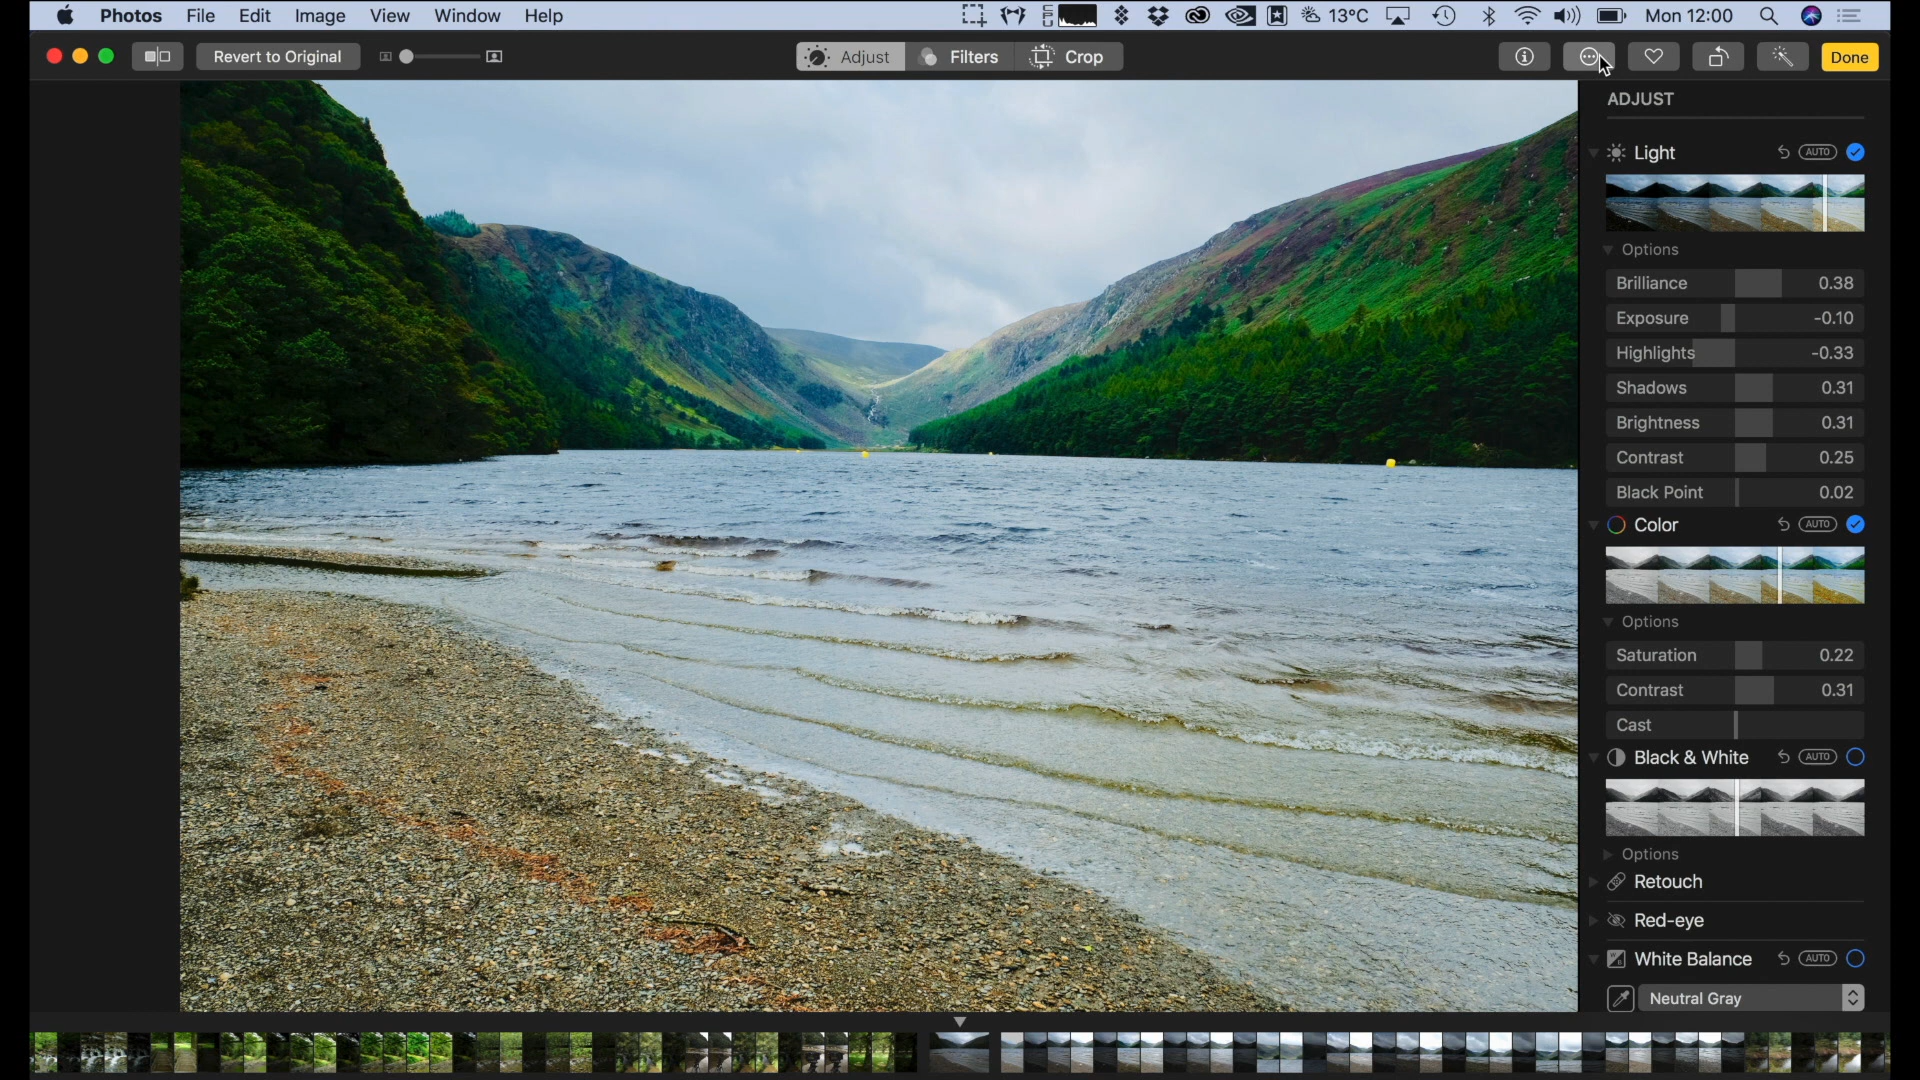 Photos File Edit Image View Window Help 13°C Mon 12:00
Revert to Original Adjust Filters Crop Done
ADJUST
Light AUTO
Options
Brilliance 0.38
Exposure -0.10
Highlights -0.33
Shadows 0.31
Brightness 0.31
Contrast 0.25
Black Point 0.02
Color AUTO
Options
Saturation 0.22
Contrast 0.31
Cast
Black & White AUTO
Options
Retouch
Red-eye
White Balance AUTO
Neutral Gray